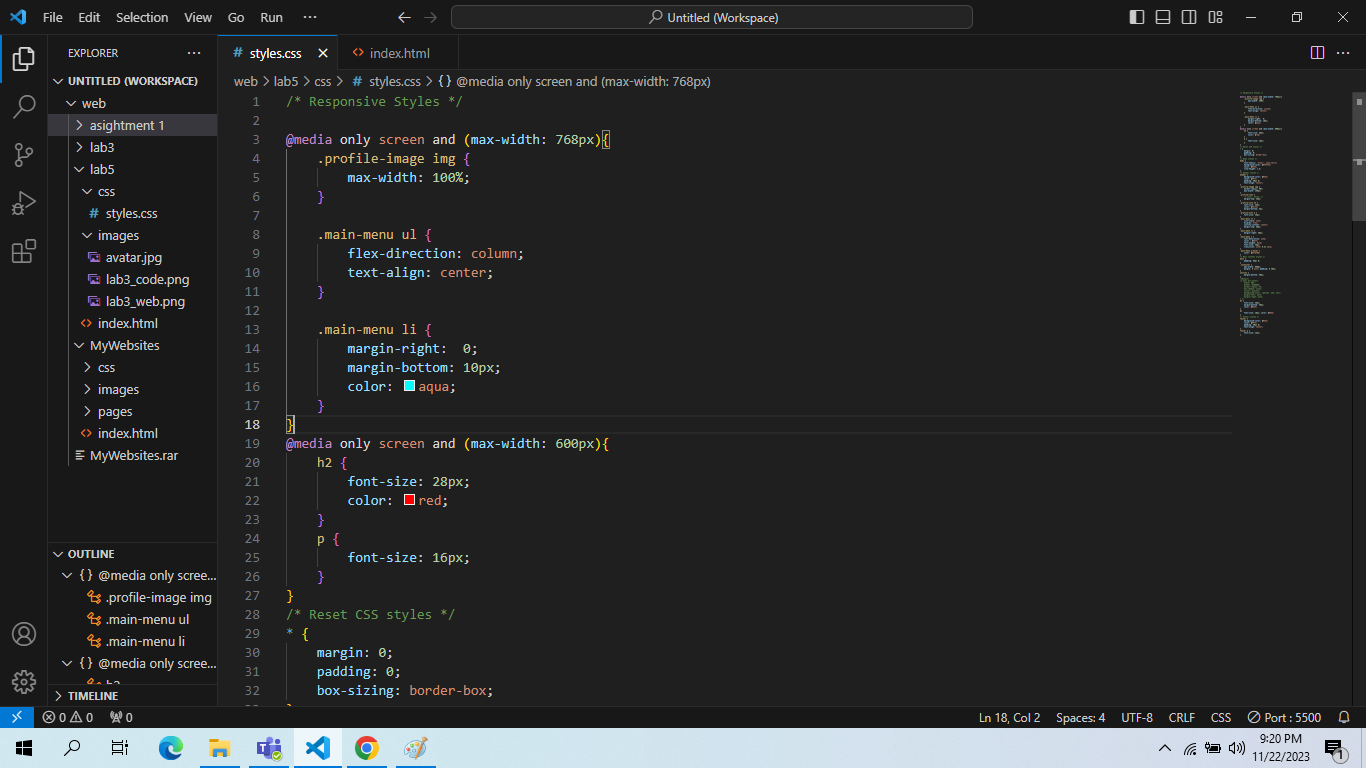 File Edit Selection View Go Run ··· Untitled (Workspace)
EXPLORER ···
UNTITLED (WORKSPACE)
web
asightment 1
lab3
lab5
css
# styles.css
images
avatar.jpg
lab3_code.png
lab3_web.png
<> index.html
MyWebsites
css
images
pages
<> index.html
MyWebsites.rar
OUTLINE
{} @media only scree...
.profile-image img
.main-menu ul
.main-menu li
{} @media only scree...
TIMELINE
# styles.css <> index.html
web > lab5 > css > # styles.css > {} @media only screen and (max-width: 768px)
1 /* Responsive Styles */
2
3 @media only screen and (max-width: 768px){
4 .profile-image img {
5 max-width: 100%;
6 }
7
8 .main-menu ul {
9 flex-direction: column;
10 text-align: center;
11 }
12
13 .main-menu li {
14 margin-right:  0;
15 margin-bottom: 10px;
16 color: aqua;
17 }
18 }
19 @media only screen and (max-width: 600px){
20 h2 {
21 font-size: 28px;
22 color: red;
23 }
24 p {
25 font-size: 16px;
26 }
27 }
28 /* Reset CSS styles */
29 * {
30 margin: 0;
31 padding: 0;
32 box-sizing: border-box;
0 0 0 Ln 18, Col 2 Spaces: 4 UTF-8 CRLF CSS Port : 5500
9:20 PM
11/22/2023
1